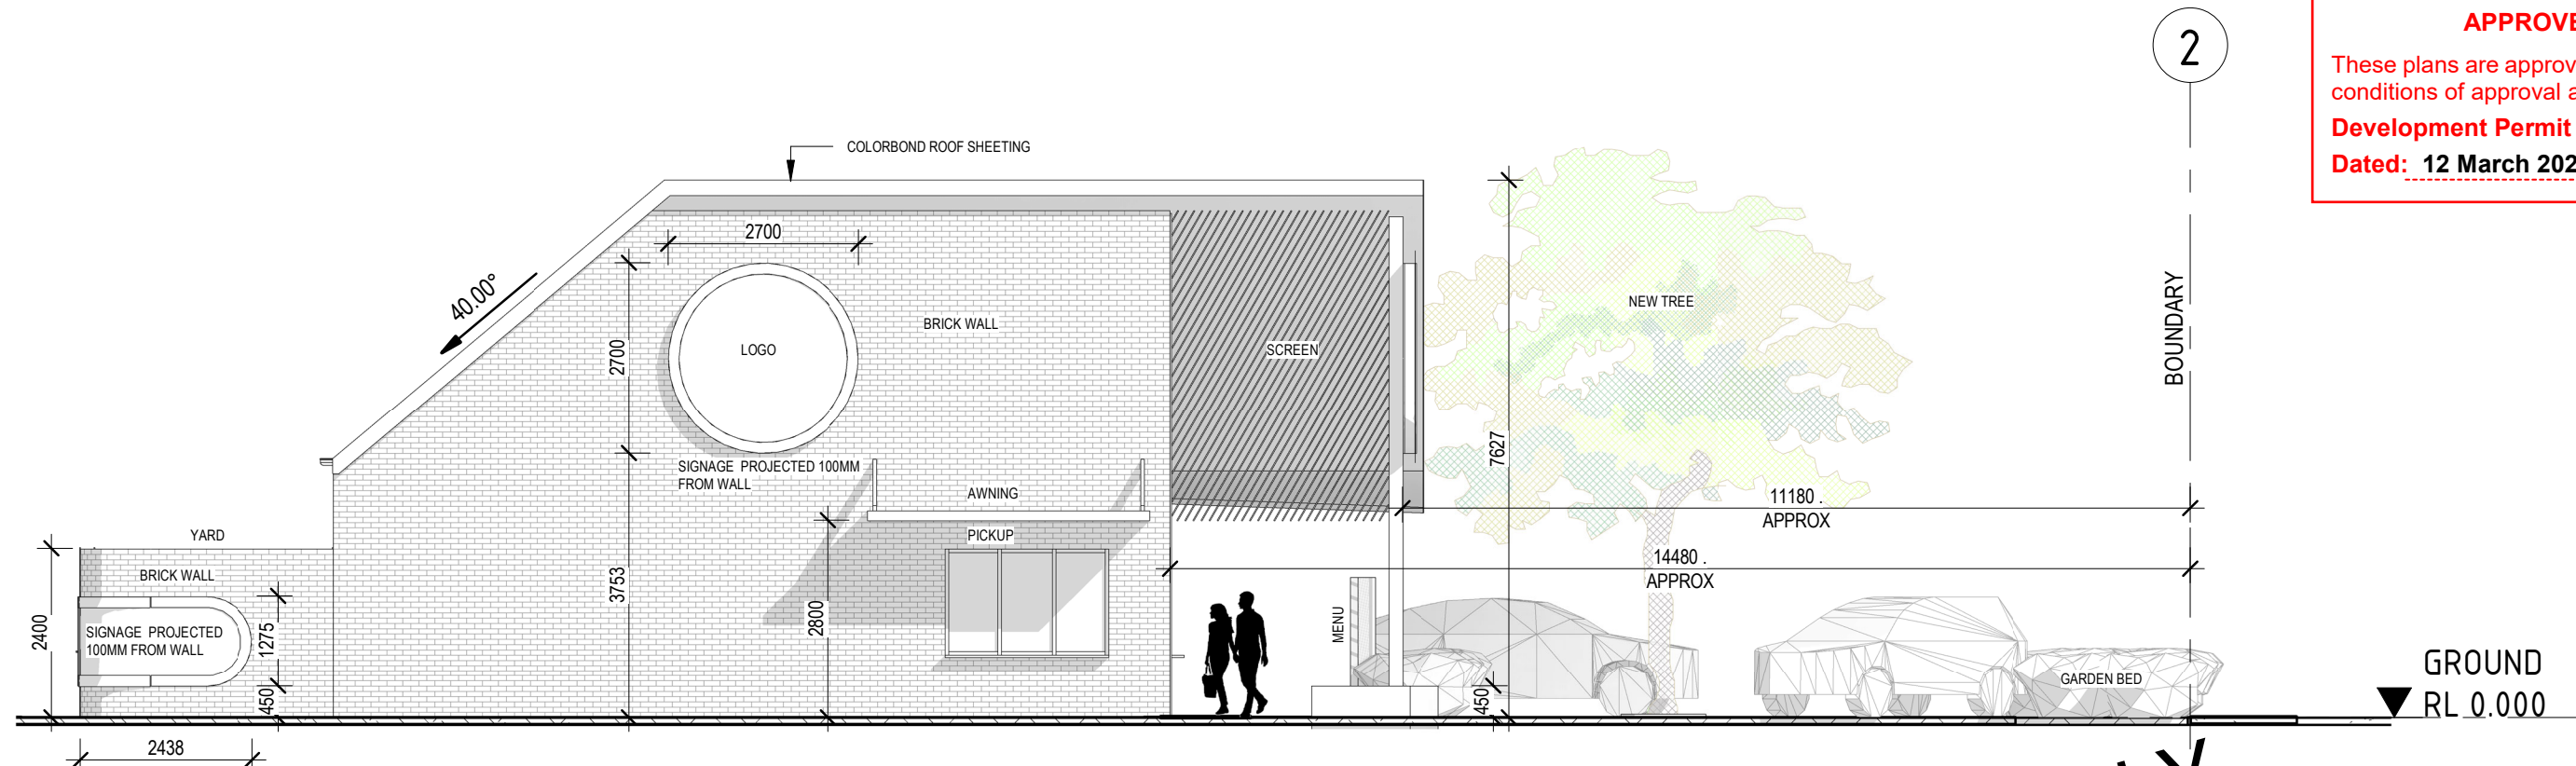 2
APPROVE
These plans are approv
conditions of approval a
Development Permit
Dated: 12 March 202
COLORBOND ROOF SHEETING
2700
40.00°
2700
LOGO
BRICK WALL
SCREEN
NEW TREE
BOUNDARY
7627
SIGNAGE PROJECTED 100MM
FROM WALL
AWNING
11180 .
APPROX
YARD
PICKUP
14480 .
APPROX
BRICK WALL
3753
2800
MENU
2400
SIGNAGE PROJECTED
100MM FROM WALL
1275
450
450
GARDEN BED
GROUND
RL 0.000
2438